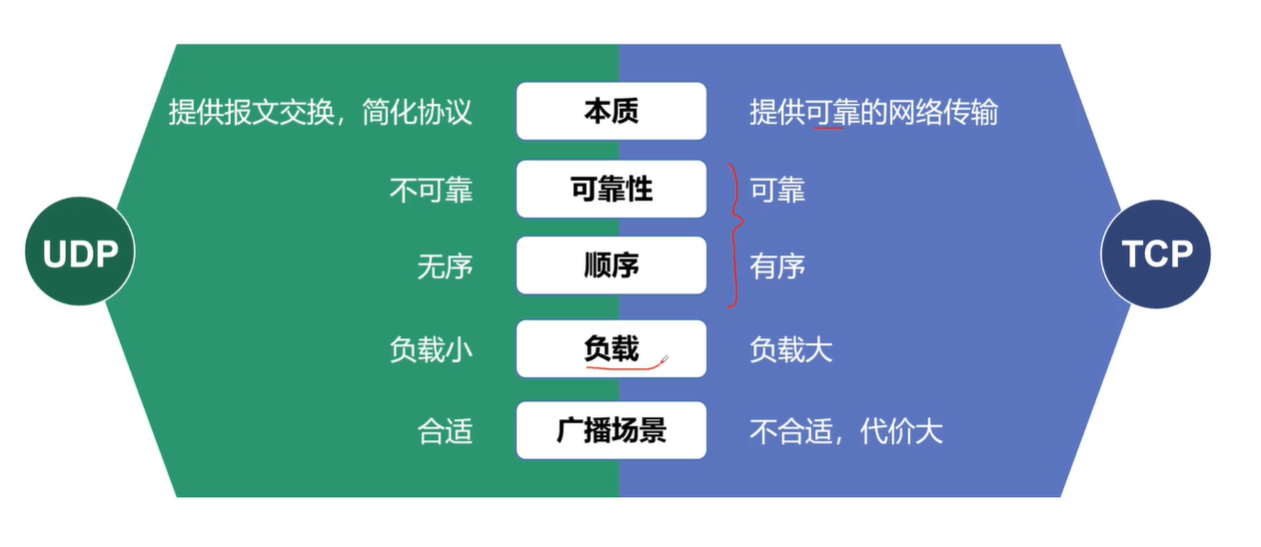 提供报文交换，简化协议 本质 提供可靠的网络传输
不可靠 可靠性 可靠
UDP TCP
无序 顺序 有序
负载小 负载 负载大
合适 广播场景 不合适，代价大